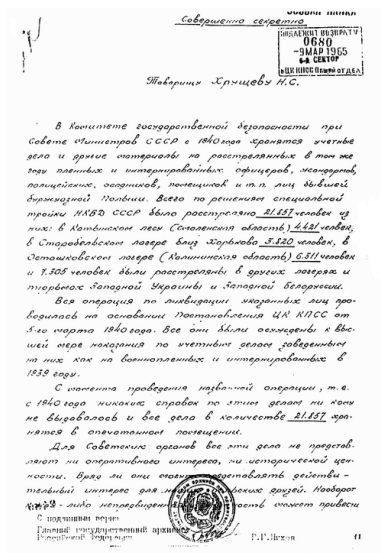 ОСОБАЯ ПАПКА
Совершенно секретно
ПОДЛЕЖИТ ВОЗВРАТУ
0680
-9 МАР 1965
6-й СЕКТОР
ЦК КПСС Общий ОТДЕЛ
Товарищу Хрущеву Н.С.
В Комитете государственной безопасности при
Совете Министров СССР с 1940 года хранятся учетные
дела и другие материалы на расстрелянных в том же
году пленных и интернированных офицеров, жандармов,
полицейских, осадников, помещиков и т.п. лиц бывшей
буржуазной Польши. Всего по решениям специальной
тройки НКВД СССР было расстреляно 21.857 человек из
них: в Катынском лесу (Смоленская область) 4.421 человек,
в Старобельском лагере близ Харькова 3.820 человек,
в Осташковском лагере (Калининская область) 6.311 человек
и 7.305 человек были расстреляны в других лагерях и
тюрьмах Западной Украины и Западной Белоруссии.
Вся операция по ликвидации указанных лиц про-
водилась на основании Постановления ЦК КПСС от
5-го марта 1940 года. Все они были осуждены к выс-
шей мере наказания по учетным делам заведенным
на них как на военнопленных и интернированных в
1939 году.
С момента проведения названной операции, т.е.
с 1940 года никаких справок по этим делам ни кому
не выдавалось и все дела в количестве 21.857 хра-
нятся в опечатанном помещении.
Для Советских органов все эти дела не представ-
ляют ни оперативного интереса, ни исторической цен-
ности. Вряд ли они могут представлять действи-
тельный интерес для наших польских друзей. Наоборот
какая-либо непредвиденная может привести
С подлинным верно
Главный государственный архивист
Российской Федерации
Р.Г.Пихоя